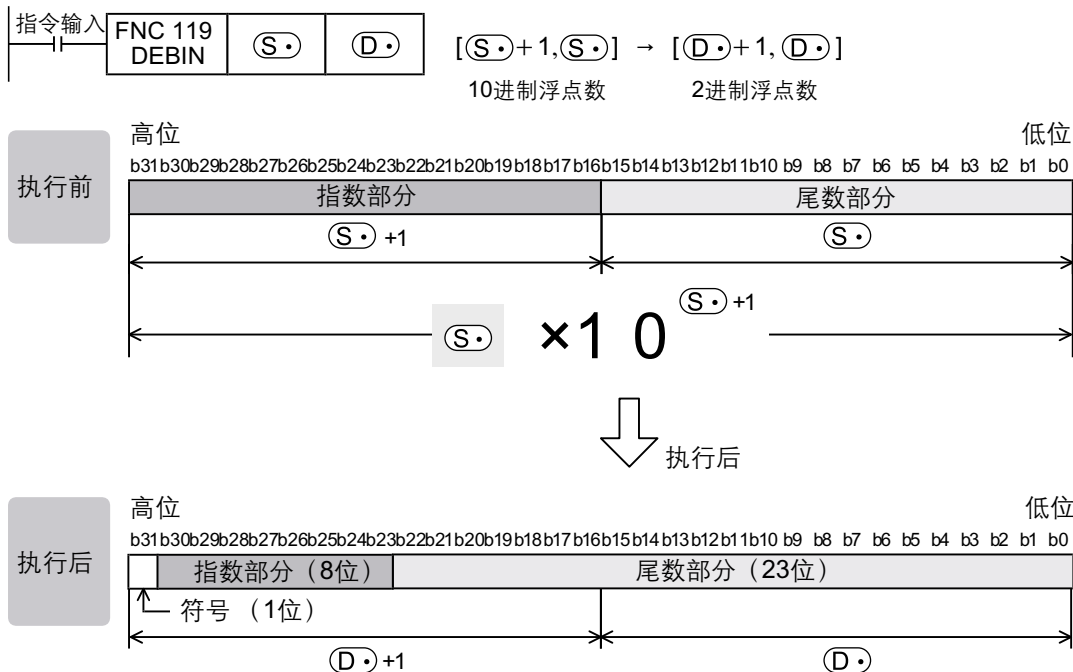 指令输入
FNC 119
DEBIN
S· D· [S·+1,S·] → [D·+1, D·]
10进制浮点数 2进制浮点数
执行前
高位 低位
b31b30b29b28b27b26b25b24b23b22b21b20b19b18b17b16b15b14b13b12b11b10 b9 b8 b7 b6 b5 b4 b3 b2 b1 b0
指数部分 尾数部分
S· +1 S·
S· ×1 0 S· +1
执行后
高位 低位
执行后
b31b30b29b28b27b26b25b24b23b22b21b20b19b18b17b16b15b14b13b12b11b10 b9 b8 b7 b6 b5 b4 b3 b2 b1 b0
指数部分（8位） 尾数部分（23位）
符号 （1位）
D· +1 D·